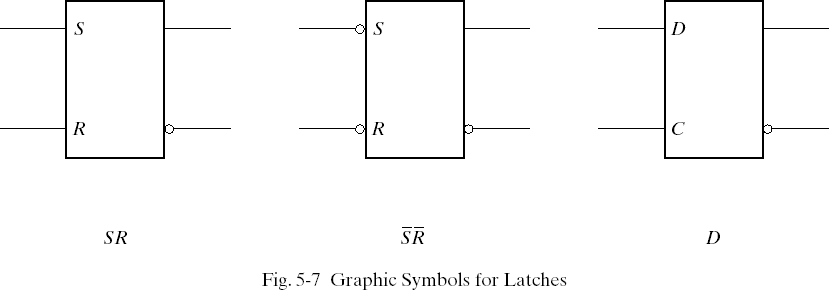 S S D
R R C
SR S̅R̅ D
Fig. 5-7 Graphic Symbols for Latches